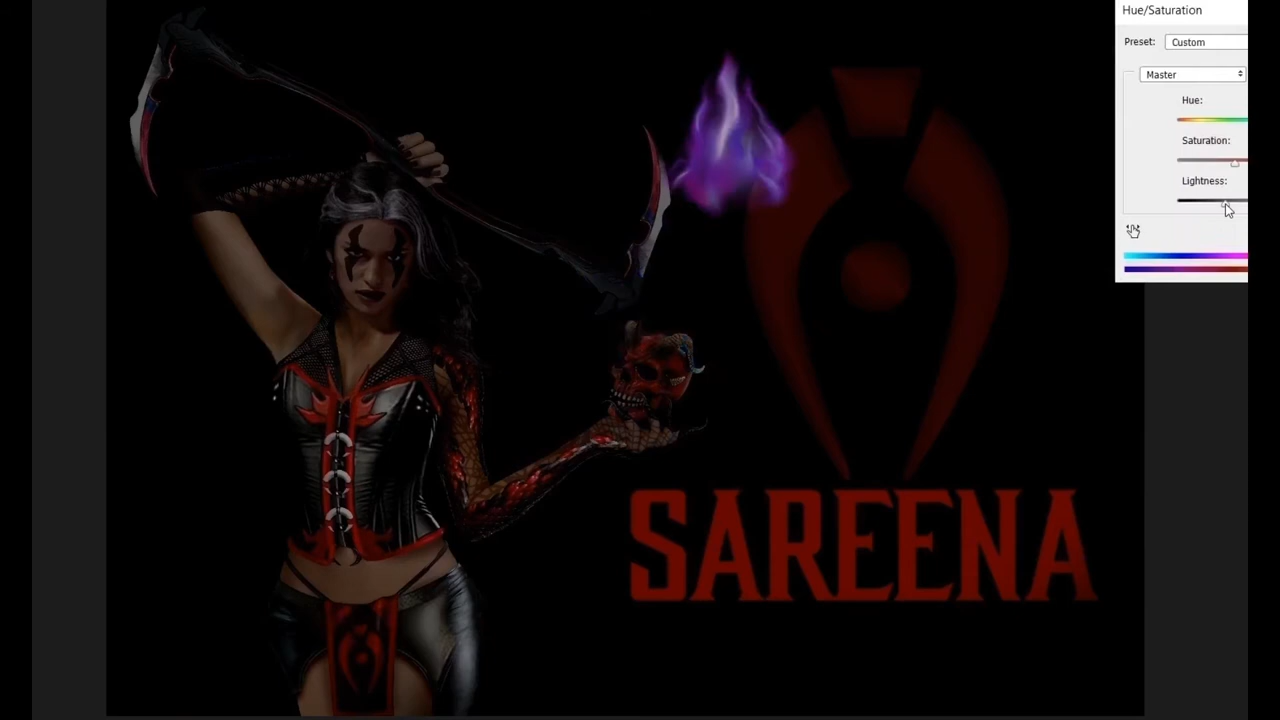 Hue/Saturation
Preset: Custom
Master
Hue:
Saturation:
Lightness:
SAREENA